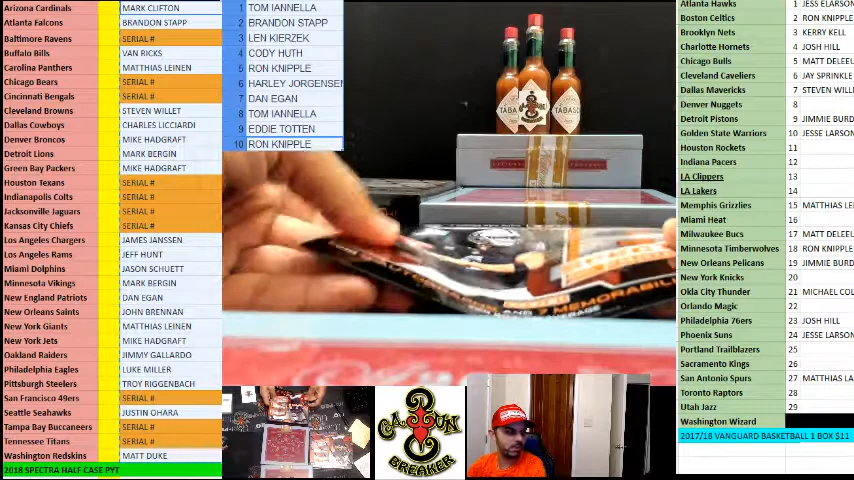 Arizona Cardinals MARK CLIFTON
Atlanta Falcons BRANDON STAPP
Baltimore Ravens SERIAL #
Buffalo Bills VAN RICKS
Carolina Panthers MATTHIAS LEINEN
Chicago Bears SERIAL #
Cincinnati Bengals SERIAL #
Cleveland Browns STEVEN WILLET
Dallas Cowboys CHARLES LICCIARDI
Denver Broncos MIKE HADGRAFT
Detroit Lions MARK BERGIN
Green Bay Packers MIKE HADGRAFT
Houston Texans SERIAL #
Indianapolis Colts SERIAL #
Jacksonville Jaguars SERIAL #
Kansas City Chiefs SERIAL #
Los Angeles Chargers JAMES JANSSEN
Los Angeles Rams JEFF HUNT
Miami Dolphins JASON SCHUETT
Minnesota Vikings MARK BERGIN
New England Patriots DAN EGAN
New Orleans Saints JOHN BRENNAN
New York Giants MATTHIAS LEINEN
New York Jets MIKE HADGRAFT
Oakland Raiders JIMMY GALLARDO
Philadelphia Eagles LUKE MILLER
Pittsburgh Steelers TROY RIGGENBACH
San Francisco 49ers SERIAL #
Seattle Seahawks JUSTIN OHARA
Tampa Bay Buccaneers SERIAL #
Tennessee Titans SERIAL #
Washington Redskins MATT DUKE
2018 SPECTRA HALF CASE PYT
1 TOM IANNELLA
2 BRANDON STAPP
3 LEN KIERZEK
4 CODY HUTH
5 RON KNIPPLE
6 HARLEY JORGENSEN
7 DAN EGAN
8 TOM IANNELLA
9 EDDIE TOTTEN
10 RON KNIPPLE
TABA
BREAKER
TABASC
MEMORABIL
CAJUN
BREAKER
Atlanta Hawks 1 JESS ELARSON
Boston Celtics 2 RON KNIPPLE
Brooklyn Nets 3 KERRY KELL
Charlotte Hornets 4 JOSH HILL
Chicago Bulls 5 MATT DELEEU
Cleveland Cavaliers 6 JAY SPRINKLE
Dallas Mavericks 7 STEVEN WILL
Denver Nuggets 8
Detroit Pistons 9 JIMMIE BURD
Golden State Warriors 10 JESSE LARSON
Houston Rockets 11
Indiana Pacers 12
LA Clippers 13
LA Lakers 14
Memphis Grizzlies 15 MATTHIAS LE
Miami Heat 16
Milwaukee Bucs 17 MATT DELEEU
Minnesota Timberwolves 18 RON KNIPPLE
New Orleans Pelicans 19 JIMMIE BURD
New York Knicks 20
Okla City Thunder 21 MICHAEL COL
Orlando Magic 22
Philadelphia 76ers 23 JOSH HILL
Phoenix Suns 24 JESSE LARSON
Portland Trailblazers 25
Sacramento Kings 26
San Antonio Spurs 27 MATTHIAS LA
Toronto Raptors 28
Utah Jazz 29
Washington Wizard
2017/18 VANGUARD BASKETBALL 1 BOX $11